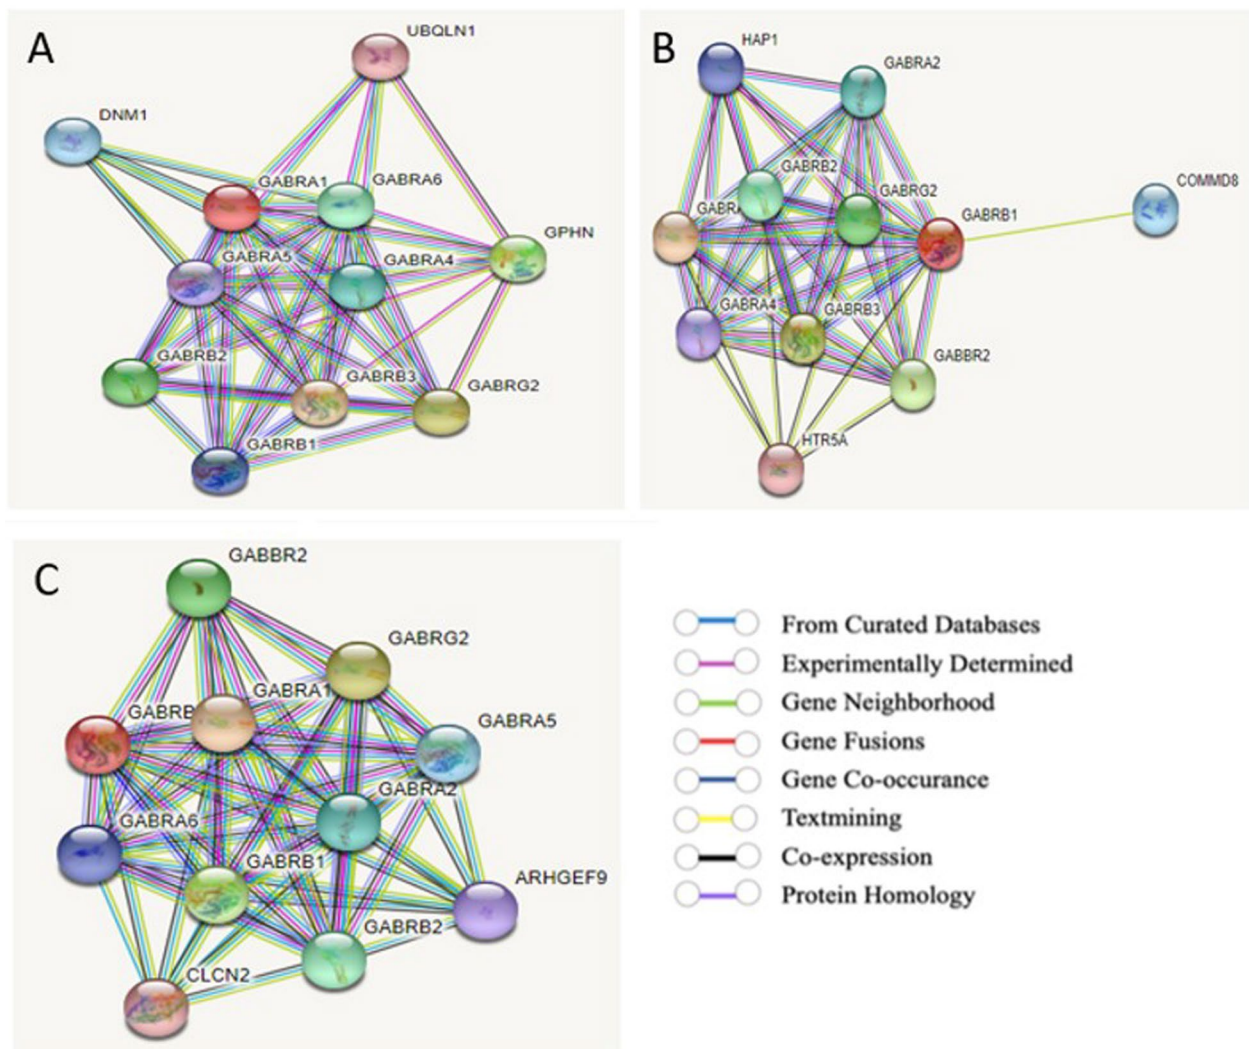 A
UBQLN1
DNM1
GABRA1
GABRA6
GPHN
GABRA5
GABRA4
GABRB2
GABRB3
GABRG2
GABRB1
B
HAP1
GABRA2
GABRB2
GABRG2
GABRA
GABRB1
COMMD8
GABRA4
GABRB3
GABBR2
HTR5A
C
GABBR2
GABRG2
GABRA1
GABRB
GABRA5
GABRA2
GABRA6
GABRB1
ARHGEF9
GABRB2
CLCN2
From Curated Databases
Experimentally Determined
Gene Neighborhood
Gene Fusions
Gene Co-occurance
Textmining
Co-expression
Protein Homology